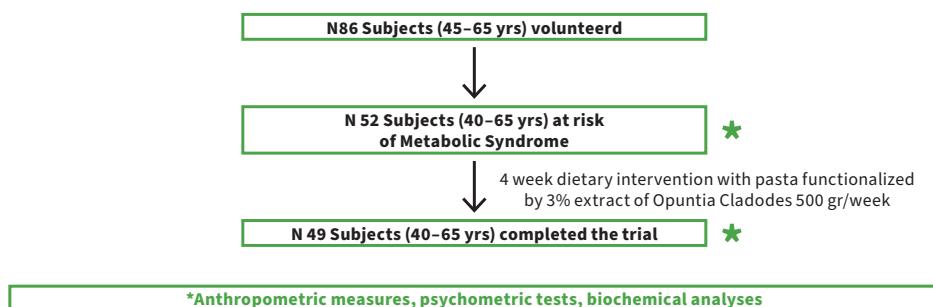 N86 Subjects (45–65 yrs) volunteerd
N 52 Subjects (40–65 yrs) at risk
of Metabolic Syndrome
*
4 week dietary intervention with pasta functionalized
by 3% extract of Opuntia Cladodes 500 gr/week
N 49 Subjects (40–65 yrs) completed the trial
*
*Anthropometric measures, psychometric tests, biochemical analyses